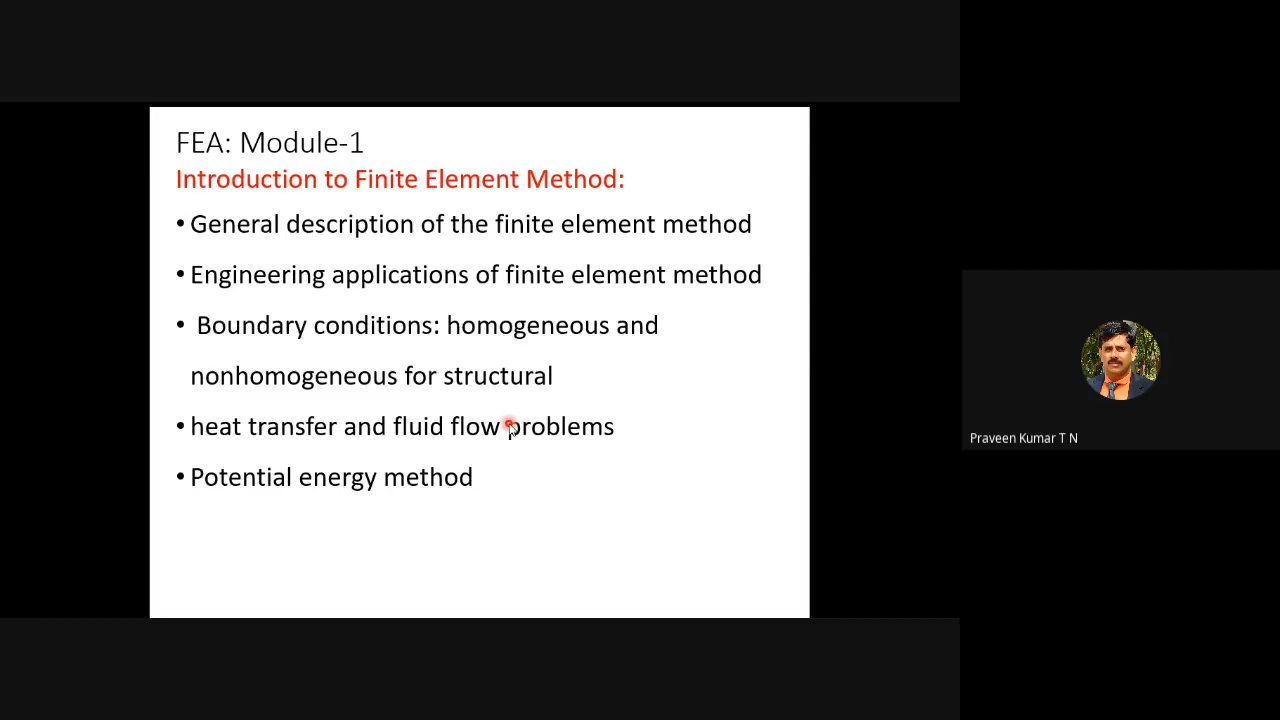 FEA: Module-1
Introduction to Finite Element Method:
• General description of the finite element method
• Engineering applications of finite element method
• Boundary conditions: homogeneous and
nonhomogeneous for structural
• heat transfer and fluid flow problems
• Potential energy method
Praveen Kumar T N